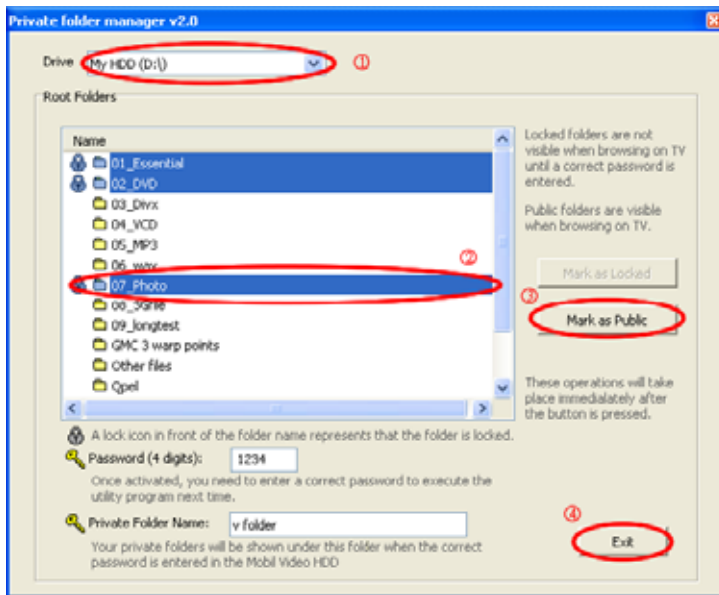 Private folder manager v2.0
Drive
My HDD (D:\)
①
Root Folders
Name
01_Essential
02_DVD
03_Divx
04_VCD
05_MP3
06_wav
②
07_Photo
08_3Gfile
09_longtest
GMC 3 warp points
Other files
Qpel
Locked folders are not
visible when browsing on TV
until a correct password is
entered.
Public folders are visible
when browsing on TV.
Mark as Locked
③
Mark as Public
These operations will take
place immedialately after
the button is pressed.
A lock icon in front of the folder name represents that the folder is locked.
Password (4 digits):
1234
Once activated, you need to enter a correct password to execute the
utility program next time.
④
Private Folder Name:
v folder
Exit
Your private folders will be shown under this folder when the correct
password is entered in the Mobil Video HDD